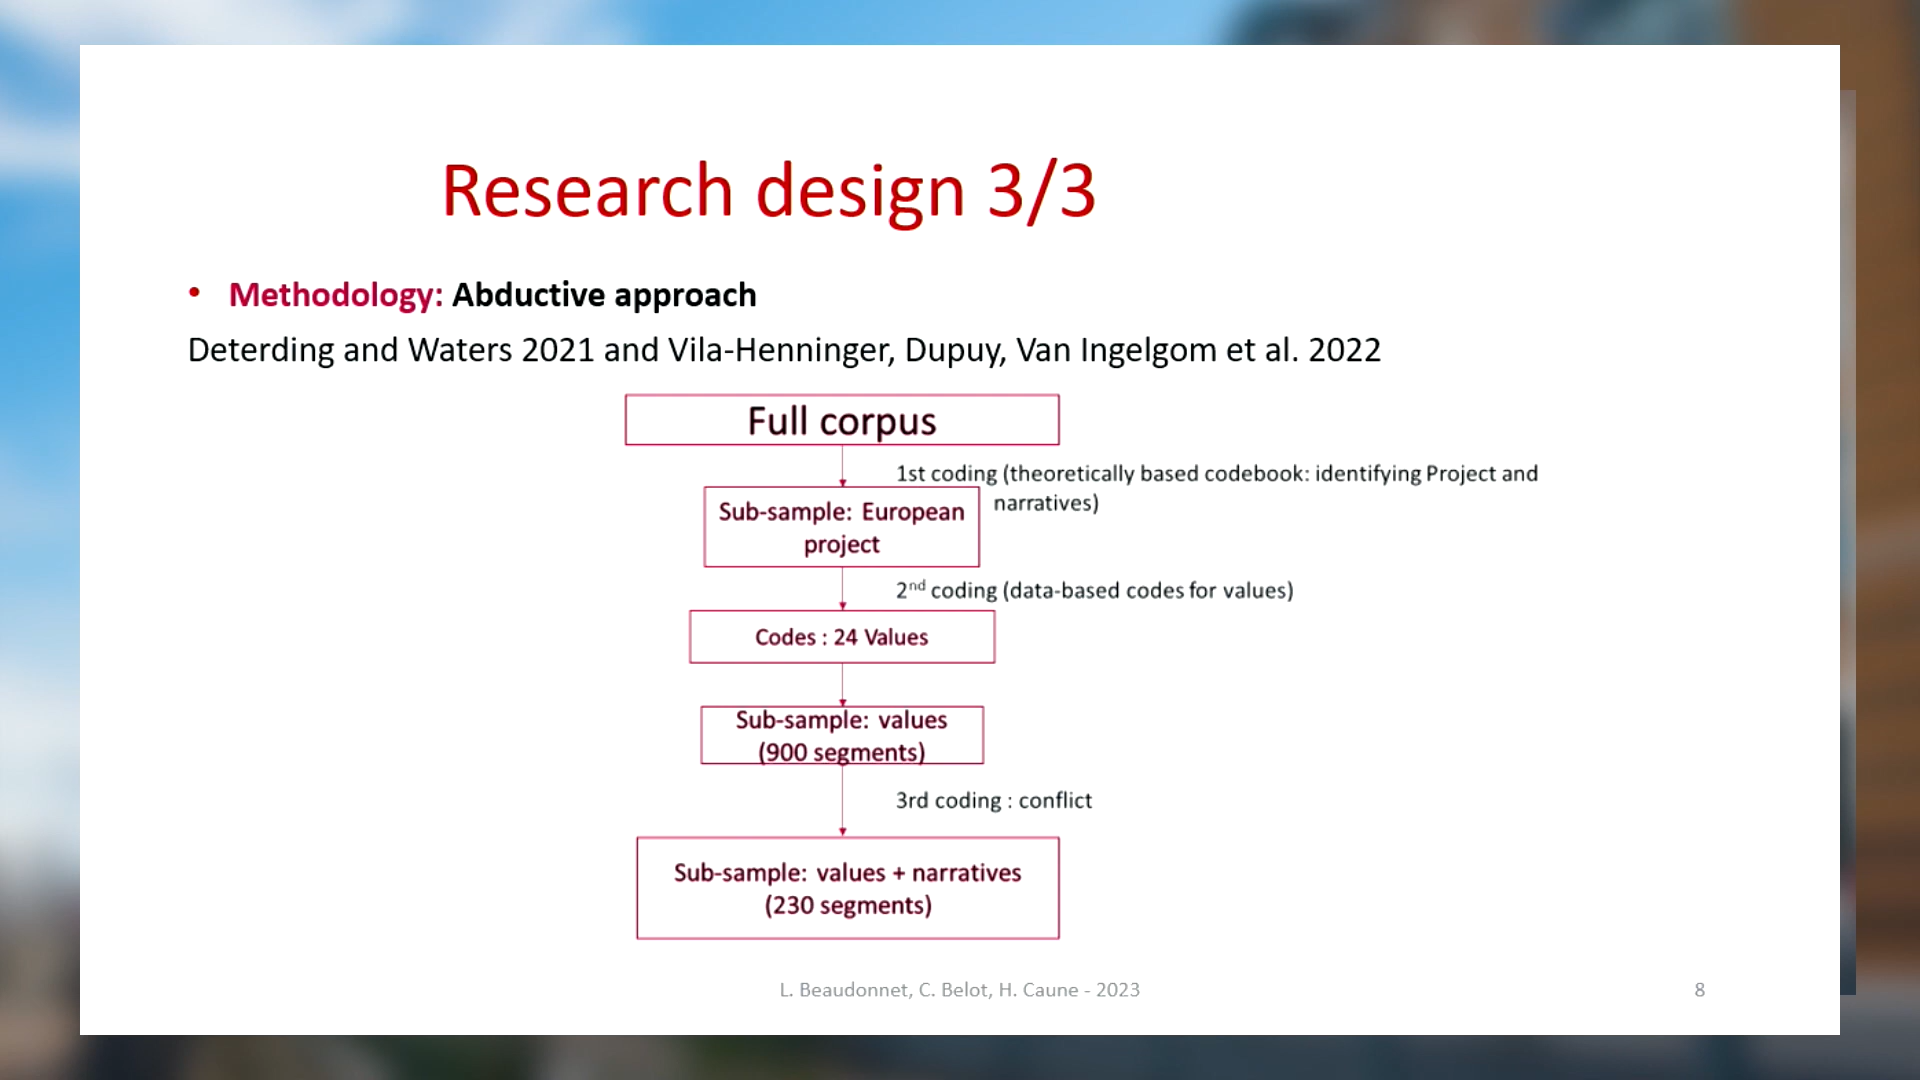 Research design 3/3
• Methodology: Abductive approach
Deterding and Waters 2021 and Vila-Henninger, Dupuy, Van Ingelgom et al. 2022
Full corpus
1st coding (theoretically based codebook: identifying Project and
narratives)
Sub-sample: European
project
2nd coding (data-based codes for values)
Codes : 24 Values
Sub-sample: values
(900 segments)
3rd coding : conflict
Sub-sample: values + narratives
(230 segments)
L. Beaudonnet, C. Belot, H. Caune - 2023
8